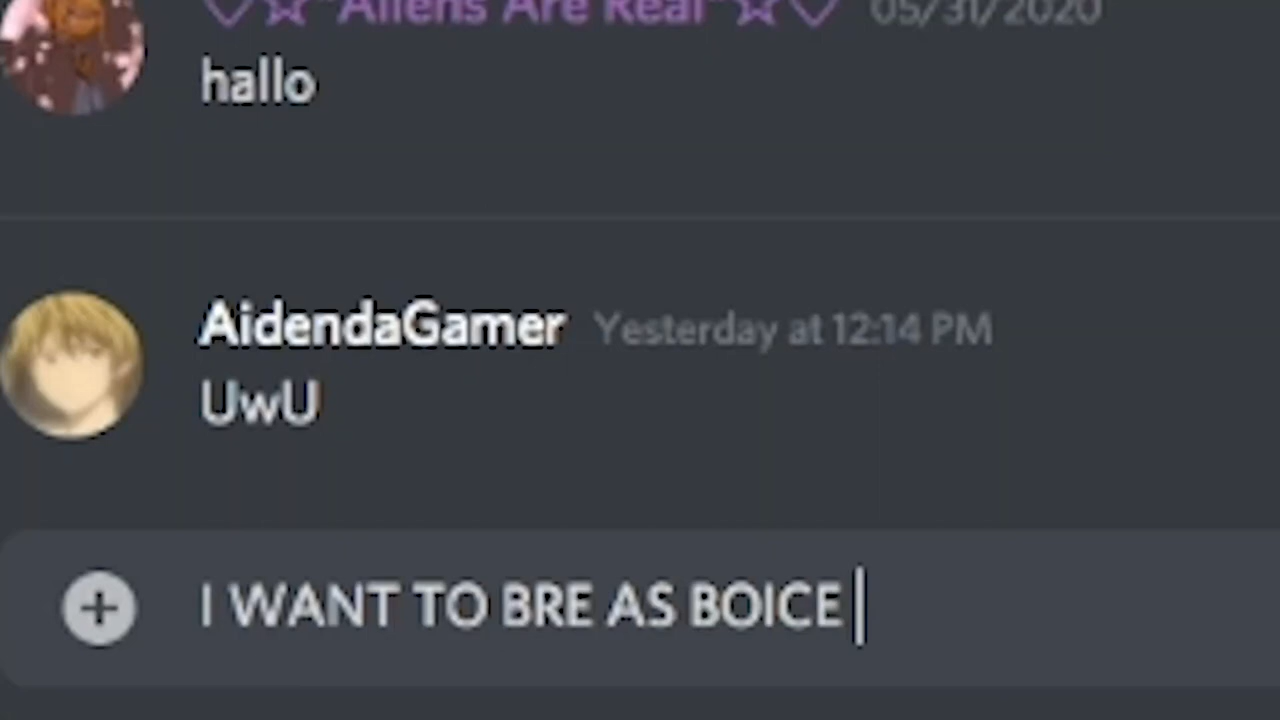 ♡☆"Aliens Are Real"☆♡ 05/31/2020
hallo
AidendaGamer Yesterday at 12:14 PM
UwU
I WANT TO BRE AS BOICE